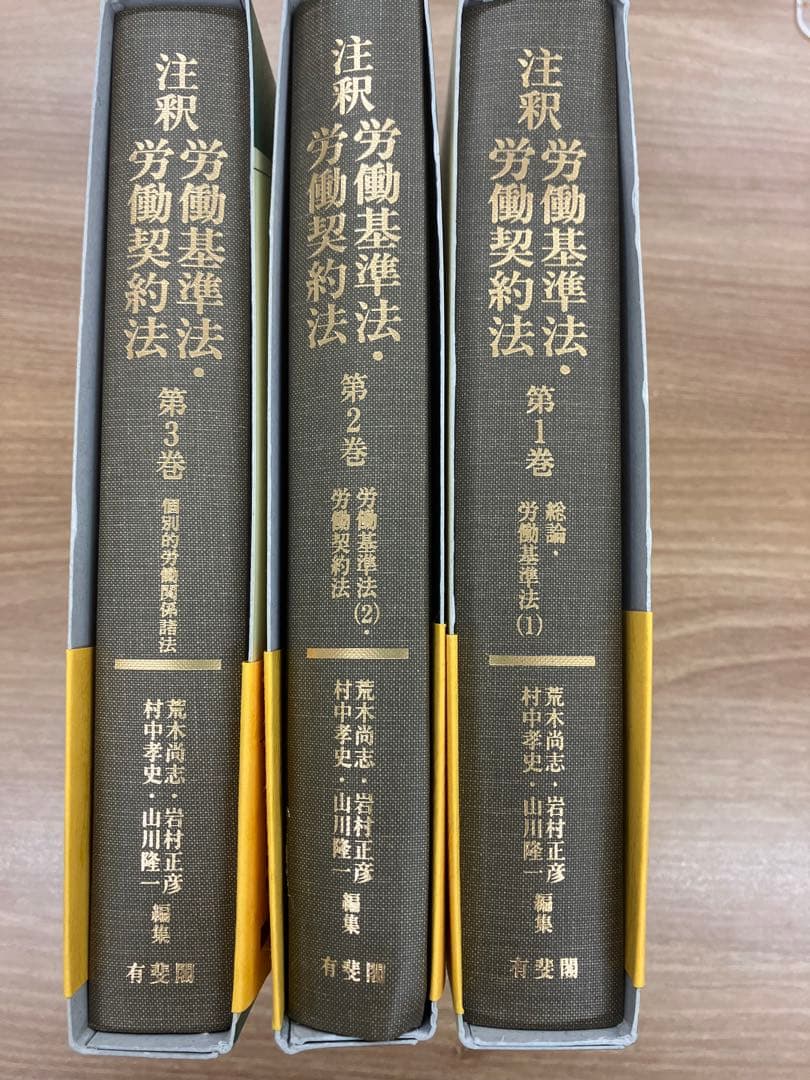 注釈
労働基準法・
労働契約法
第1巻
総論・
労働基準法(1)
荒木尚志・岩村正彦
村中孝史・山川隆一
編集
有斐閣
注釈
労働基準法・
労働契約法
第2巻
労働基準法(2)・
労働契約法
荒木尚志・岩村正彦
村中孝史・山川隆一
編集
有斐閣
注釈
労働基準法・
労働契約法
第3巻
個別的労働関係諸法
荒木尚志・岩村正彦
村中孝史・山川隆一
編集
有斐閣